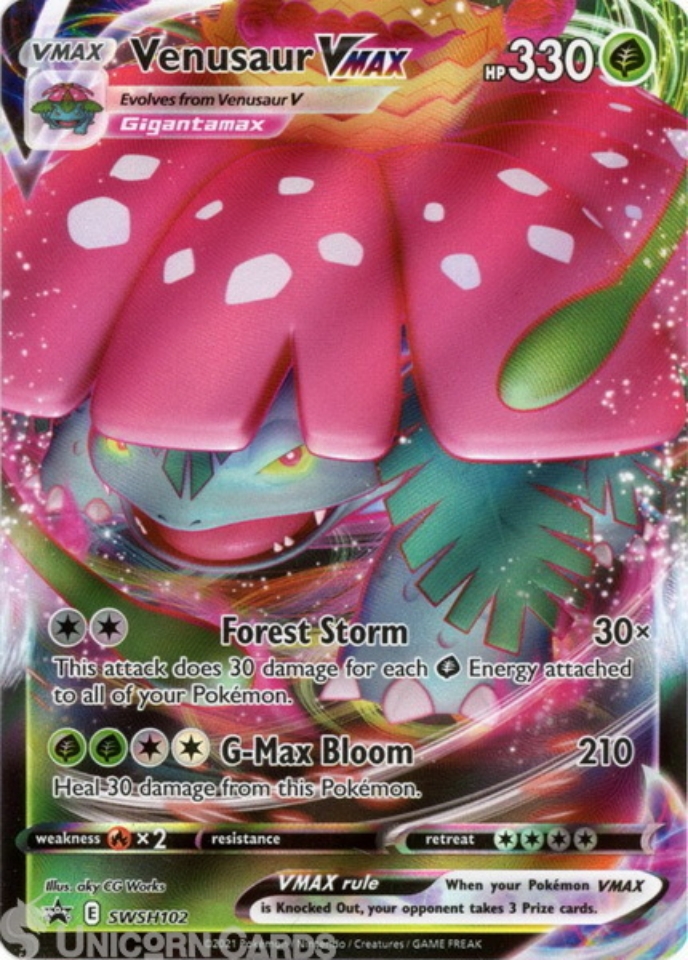 VMAX
Venusaur VMAX
HP 330
Evolves from Venusaur V
Gigantamax
Forest Storm 30×
This attack does 30 damage for each Energy attached
to all of your Pokémon.
G-Max Bloom 210
Heal 30 damage from this Pokémon.
weakness ×2 resistance retreat
Illus. aky CG Works
VMAX rule When your Pokémon VMAX
is Knocked Out, your opponent takes 3 Prize cards.
E SWSH102
©2021 Pokémon / Nintendo / Creatures / GAME FREAK
UNICORN CARDS